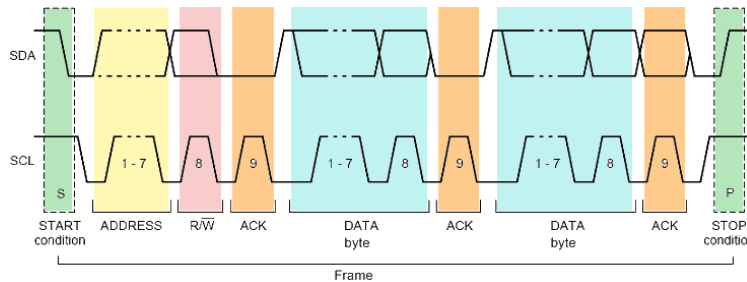 SDA
SCL
1 - 7
8
9
1 - 7
8
9
1 - 7
8
9
S
P
START
condition
ADDRESS
R/W̅
ACK
DATA
byte
ACK
DATA
byte
ACK
STOP
condition
Frame